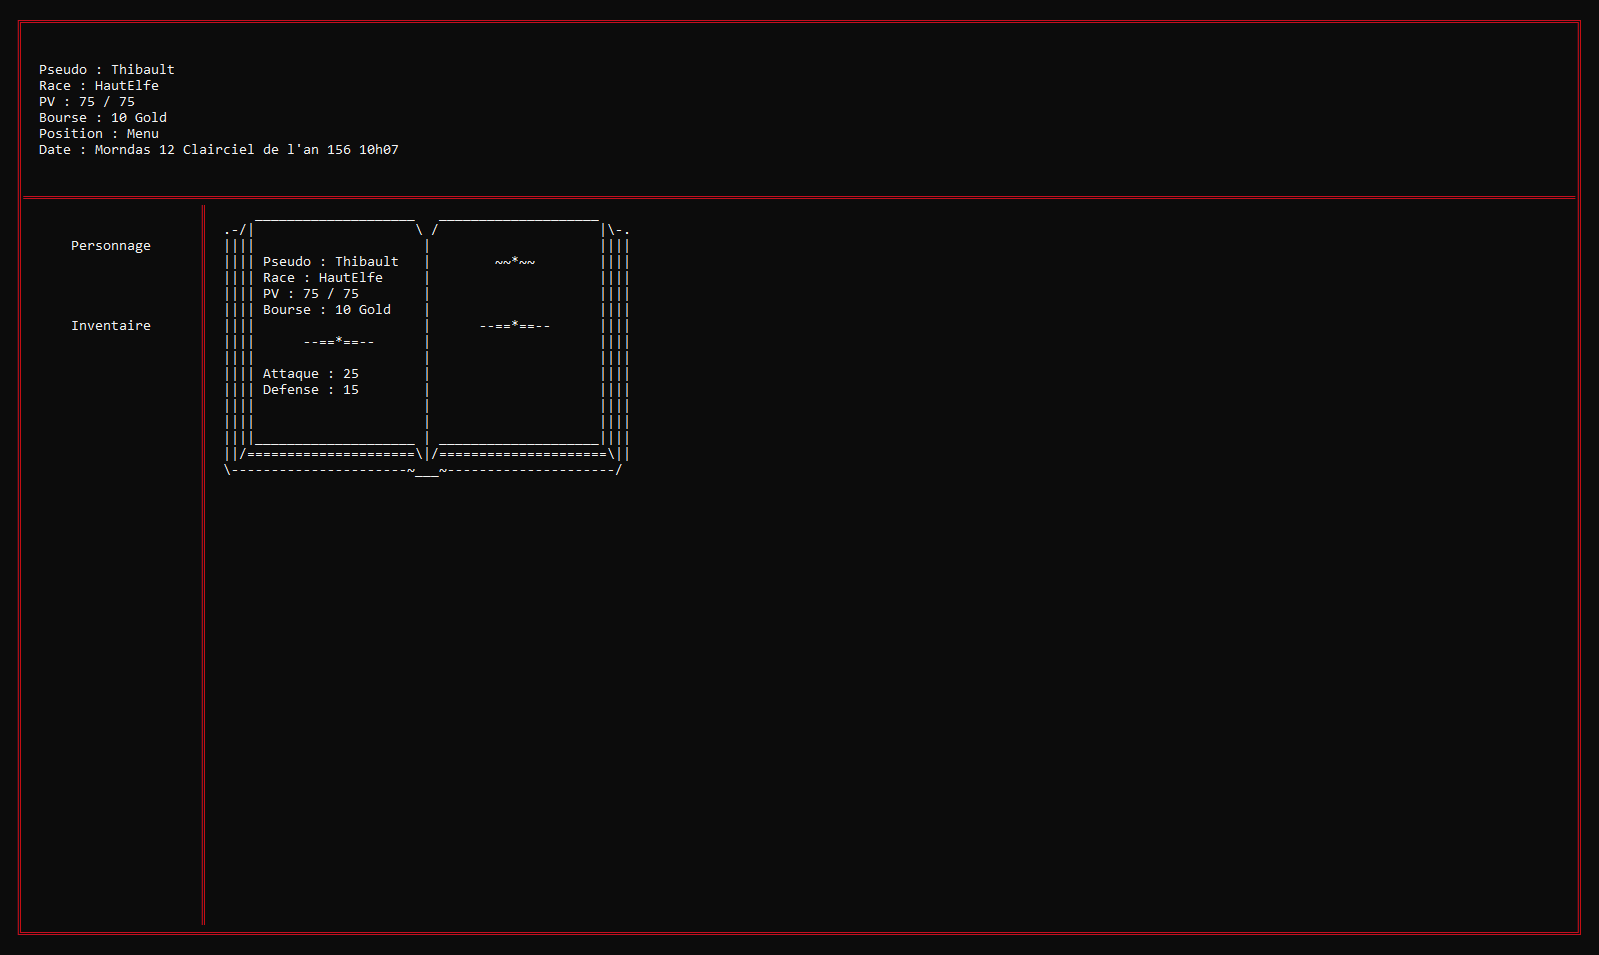 Pseudo : Thibault
Race : HautElfe
PV : 75 / 75
Bourse : 10 Gold
Position : Menu
Date : Morndas 12 Clairciel de l'an 156 10h07
Personnage
Inventaire
Pseudo : Thibault
Race : HautElfe
PV : 75 / 75
Bourse : 10 Gold
--==*==--
Attaque : 25
Defense : 15
~~*~~
--==*==--